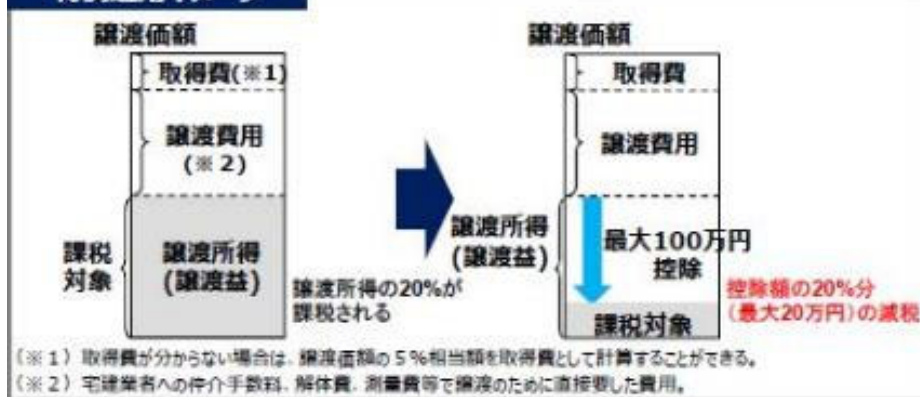 譲渡価額
取得費(※1)
譲渡費用
(※2)
課税
対象
譲渡所得
(譲渡益)
譲渡所得の20%が
課税される
譲渡価額
取得費
譲渡費用
譲渡所得
(譲渡益)
最大100万円
控除
課税対象
控除額の20%分
(最大20万円)の減税
(※1)取得費が分からない場合は、譲渡価額の5%相当額を取得費として計算することができる。
(※2)宅建業者への仲介手数料、解体費、測量費等で譲渡のために直接要した費用。